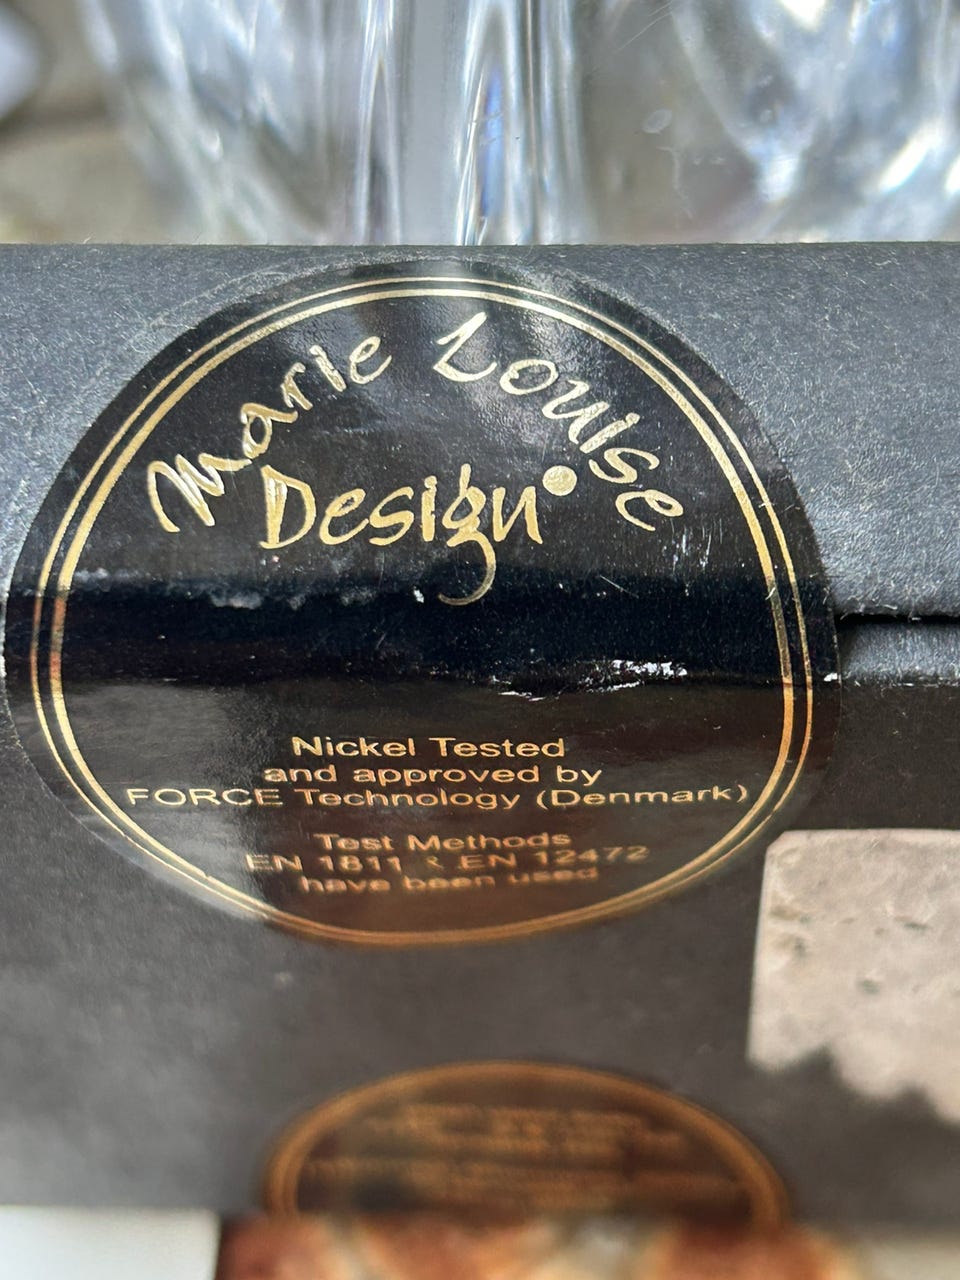 Marie Louise
Design
Nickel Tested
and approved by
FORCE Technology (Denmark)
Test Methods
EN 1811 & EN 12472
have been used